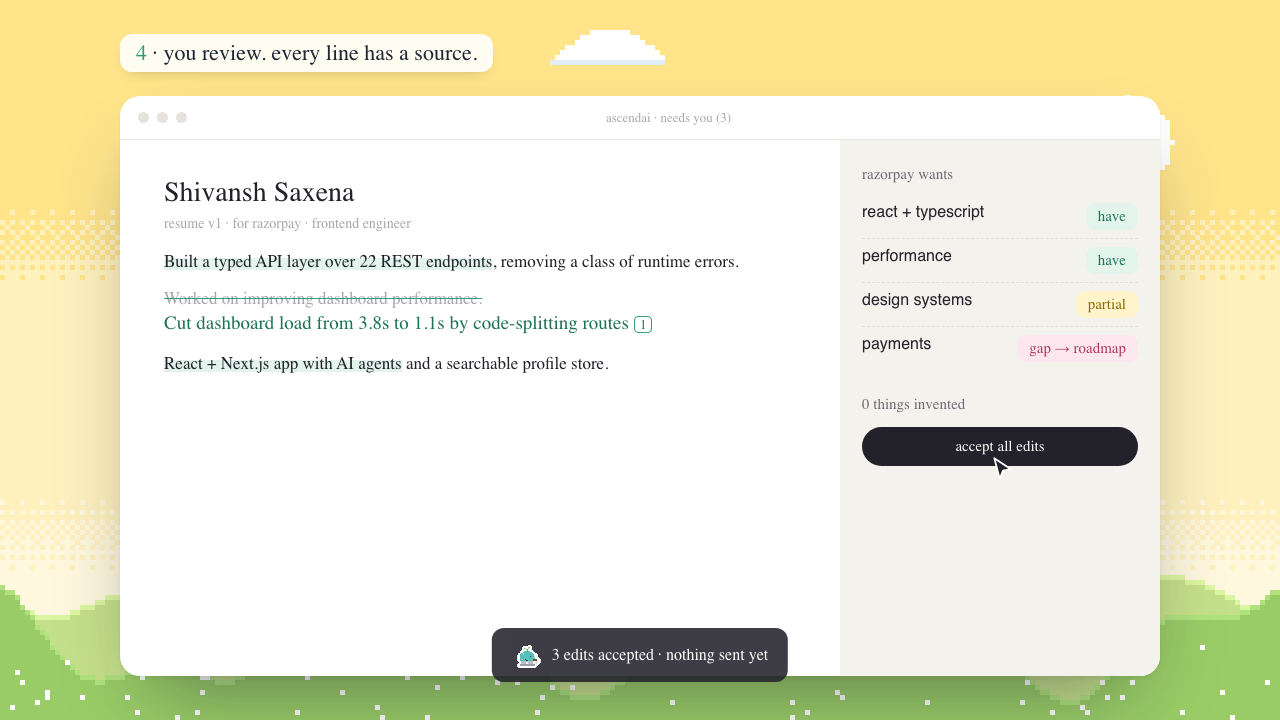 4 · you review. every line has a source.
ascendai · needs you (3)
Shivansh Saxena
resume v1 · for razorpay · frontend engineer
Built a typed API layer over 22 REST endpoints, removing a class of runtime errors.
Worked on improving dashboard performance.
Cut dashboard load from 3.8s to 1.1s by code-splitting routes 1
React + Next.js app with AI agents and a searchable profile store.
razorpay wants
react + typescript have
performance have
design systems partial
payments gap → roadmap
0 things invented
accept all edits
3 edits accepted · nothing sent yet